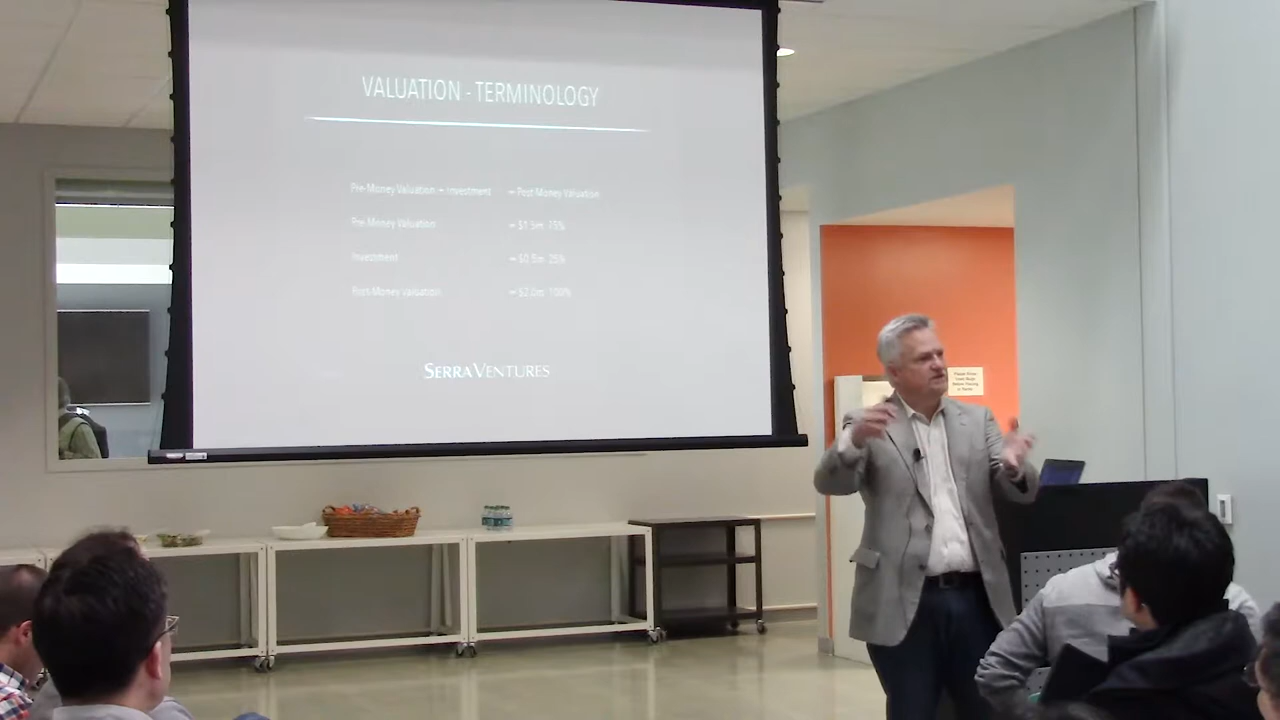 VALUATION - TERMINOLOGY
Pre-Money Valuation + Investment = Post Money Valuation
Pre-Money Valuation = $1.5m 75%
Investment = $0.5m 25%
Post-Money Valuation = $2.0m 100%
SERRAVENTURES
Please